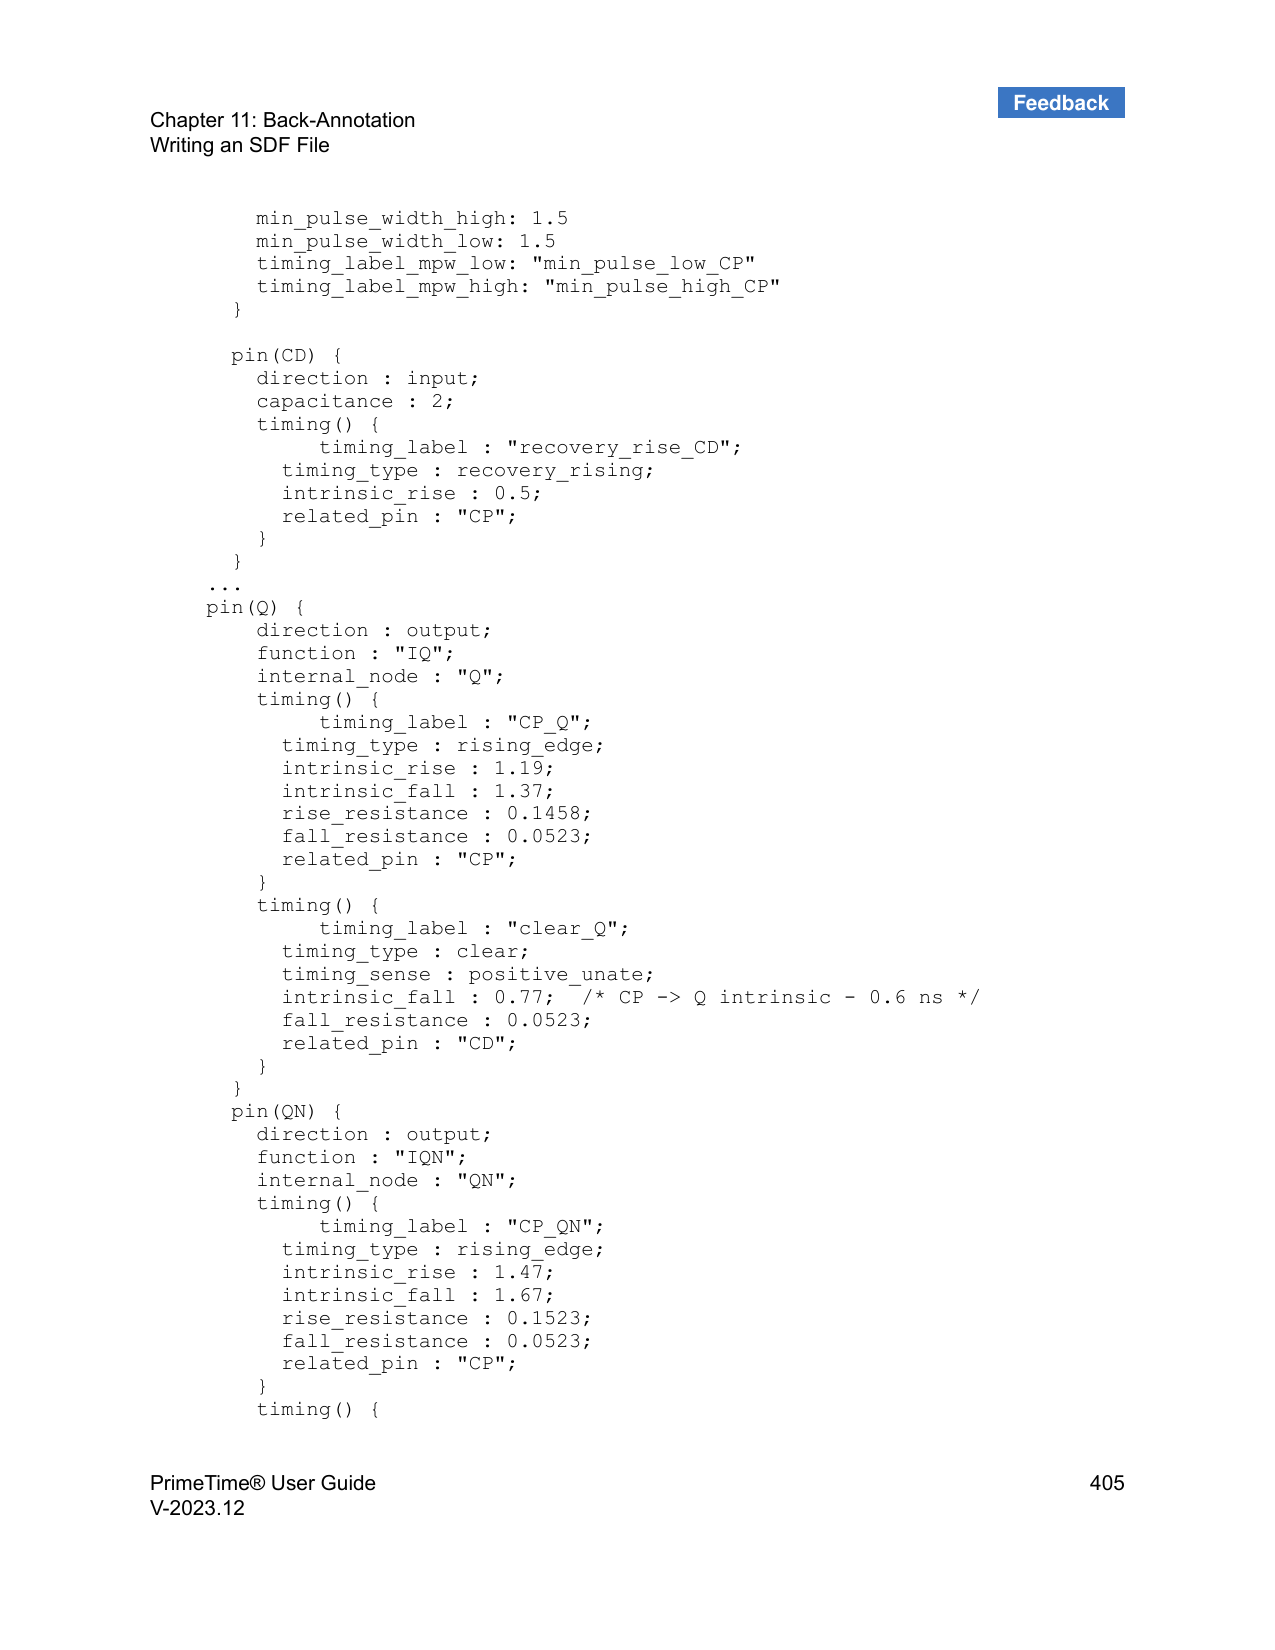 Feedback
Chapter 11: Back-Annotation
Writing an SDF File
min_pulse_width_high: 1.5
min_pulse_width_low: 1.5
timing_label_mpw_low: "min_pulse_low_CP"
timing_label_mpw_high: "min_pulse_high_CP"
}
pin(CD) {
direction : input;
capacitance : 2;
timing() {
timing_label : "recovery_rise_CD";
timing_type : recovery_rising;
intrinsic_rise : 0.5;
related_pin : "CP";
}
}
...
pin(Q) {
direction : output;
function : "IQ";
internal_node : "Q";
timing() {
timing_label : "CP_Q";
timing_type : rising_edge;
intrinsic_rise : 1.19;
intrinsic_fall : 1.37;
rise_resistance : 0.1458;
fall_resistance : 0.0523;
related_pin : "CP";
}
timing() {
timing_label : "clear_Q";
timing_type : clear;
timing_sense : positive_unate;
intrinsic_fall : 0.77;  /* CP -> Q intrinsic - 0.6 ns */
fall_resistance : 0.0523;
related_pin : "CD";
}
}
pin(QN) {
direction : output;
function : "IQN";
internal_node : "QN";
timing() {
timing_label : "CP_QN";
timing_type : rising_edge;
intrinsic_rise : 1.47;
intrinsic_fall : 1.67;
rise_resistance : 0.1523;
fall_resistance : 0.0523;
related_pin : "CP";
}
timing() {
PrimeTime® User Guide 405
V-2023.12